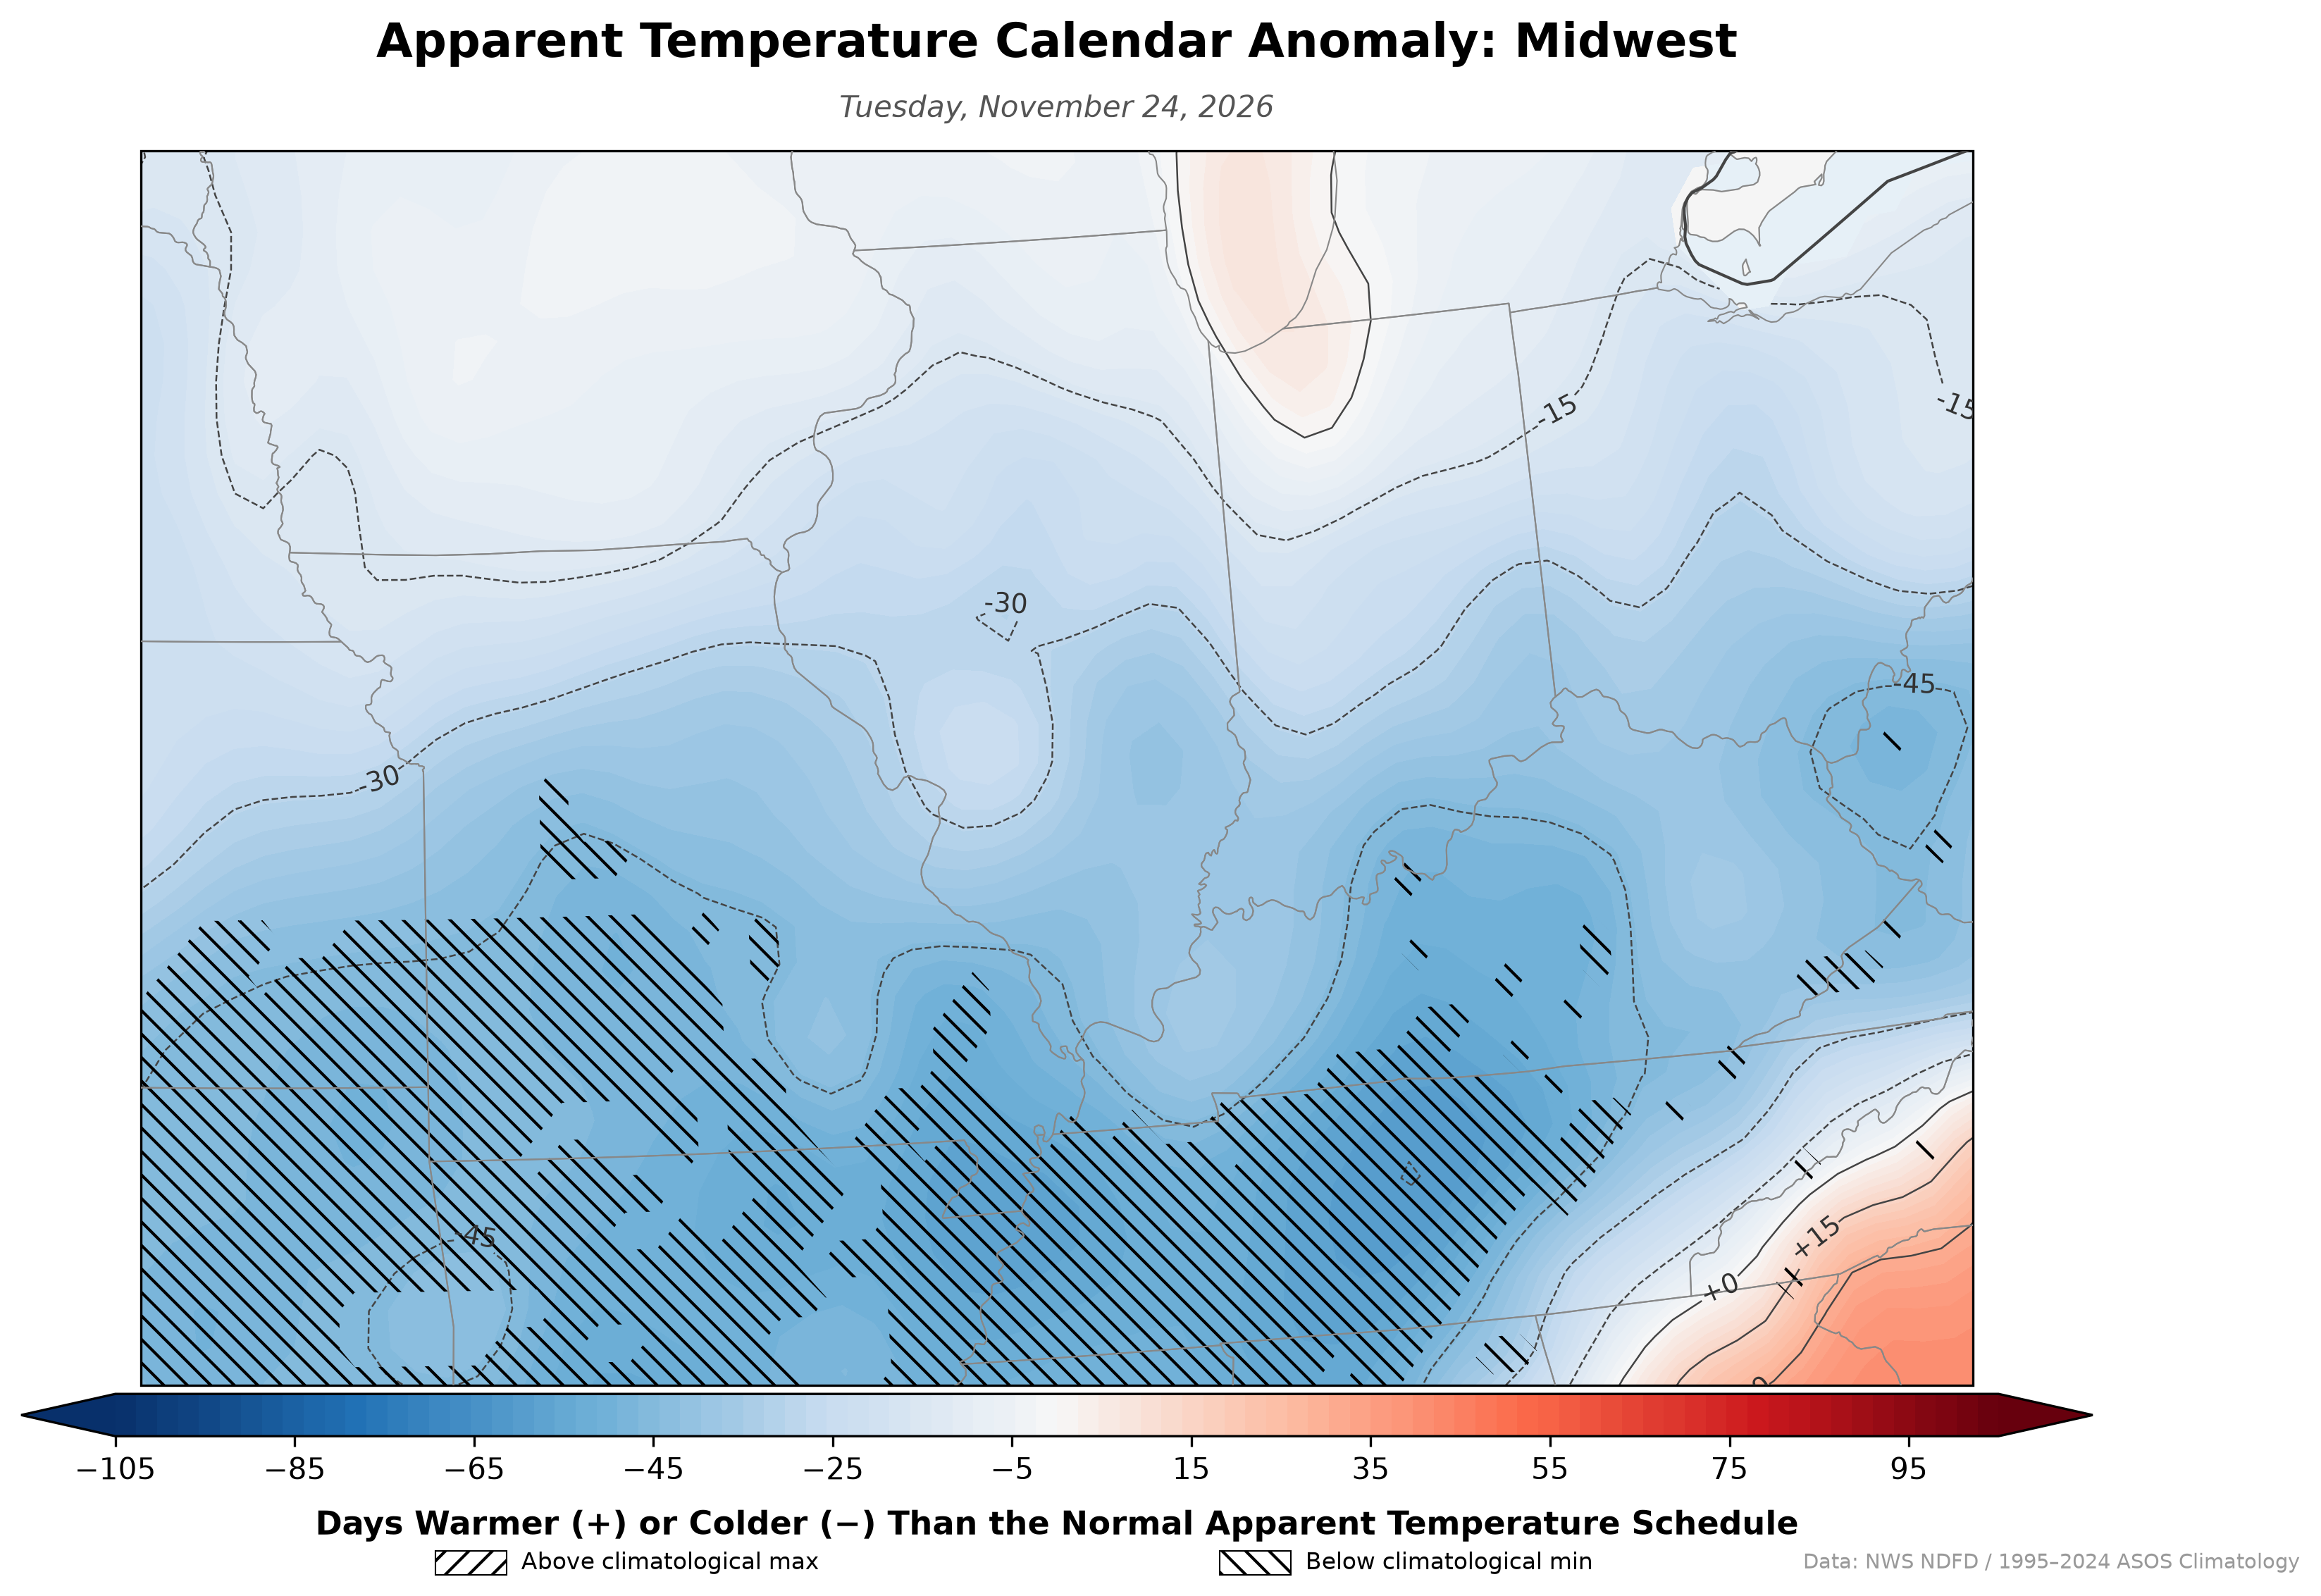 Apparent Temperature Calendar Anomaly: Midwest
Tuesday, November 24, 2026
-15
-15
-30
-45
-30
-45
+15
+0
−105 −85 −65 −45 −25 −5 15 35 55 75 95
Days Warmer (+) or Colder (−) Than the Normal Apparent Temperature Schedule
Above climatological max
Below climatological min
Data: NWS NDFD / 1995–2024 ASOS Climatology